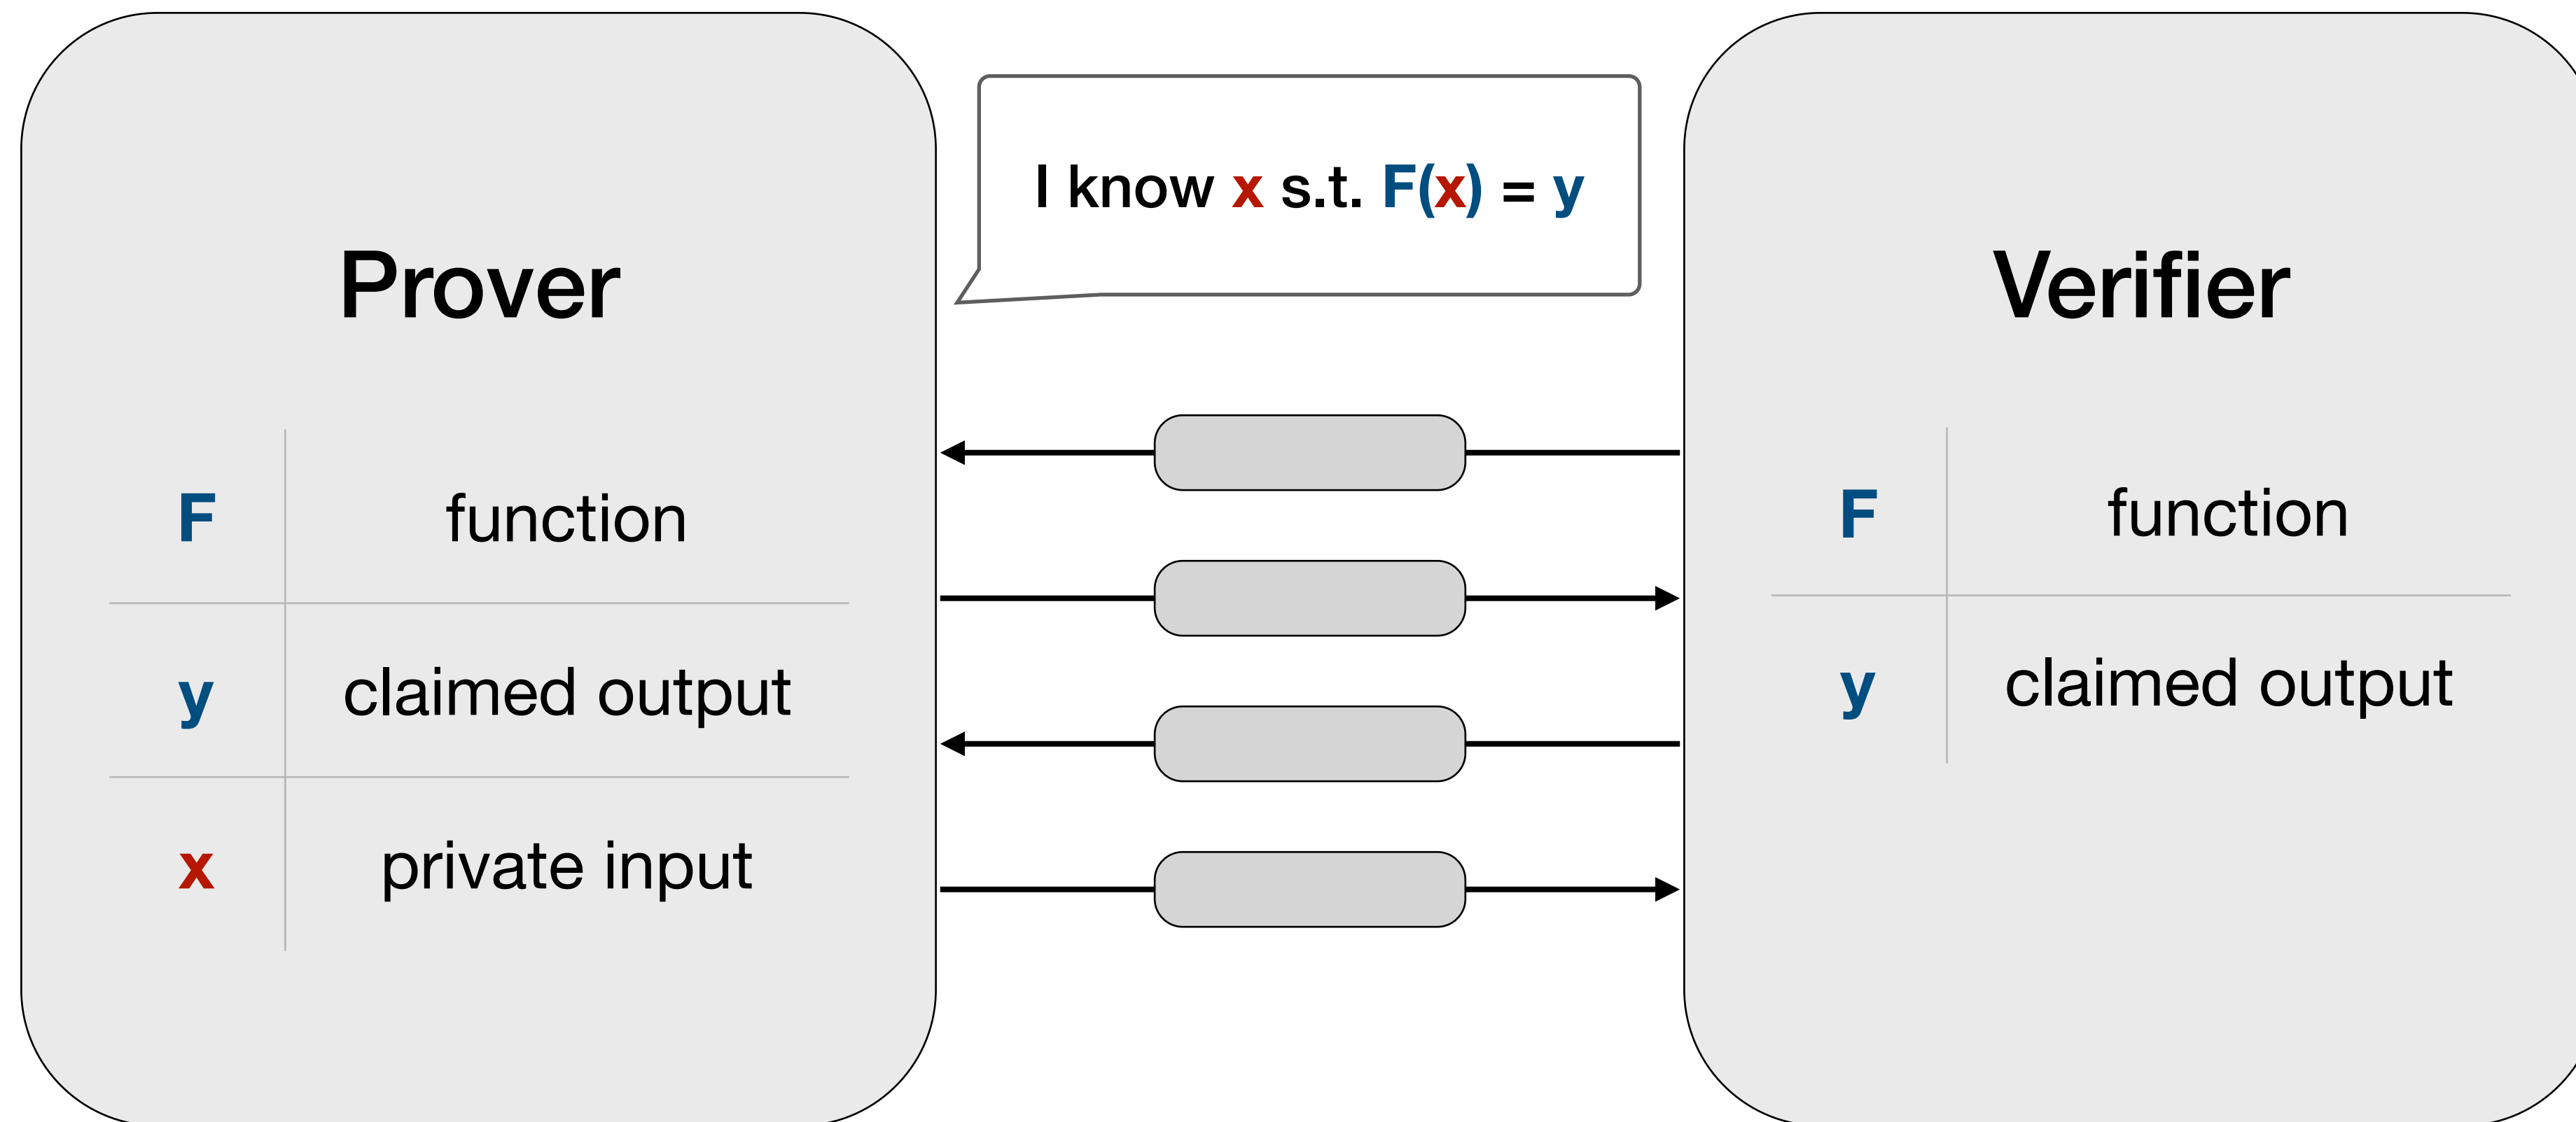 Prover
F function
y claimed output
x private input
I know x s.t. F(x) = y
Verifier
F function
y claimed output